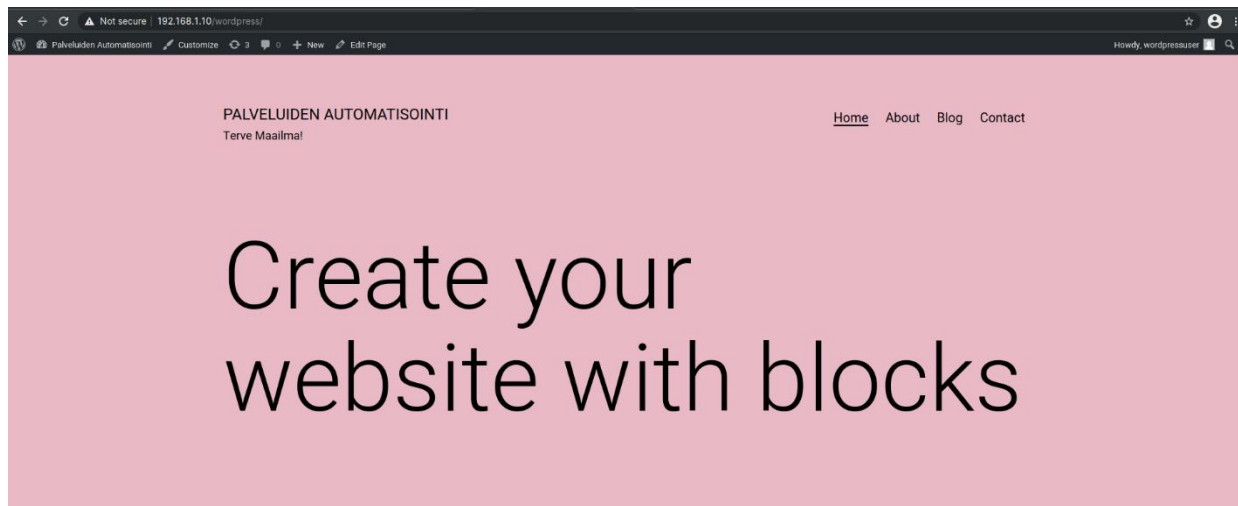 Not secure | 192.168.1.10/wordpress/
Palveluiden Automatisointi Customize 3 0 + New Edit Page Howdy, wordpressuser
PALVELUIDEN AUTOMATISOINTI
Terve Maailma!
Home About Blog Contact
Create your
website with blocks